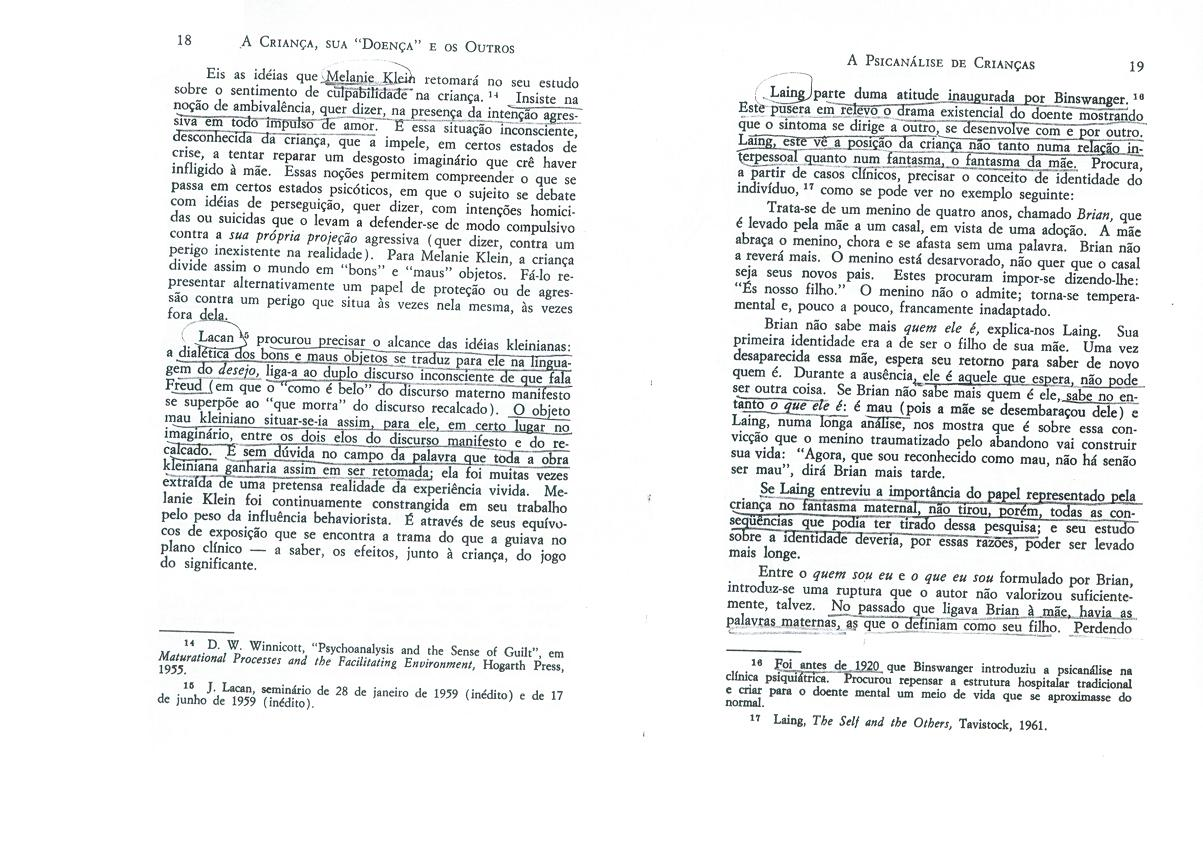 18 A CRIANÇA, SUA "DOENÇA" E OS OUTROS
Eis as idéias que Melanie Klein retomará no seu estudo
sobre o sentimento de culpabilidade na criança. 14 Insiste na
noção de ambivalência, quer dizer, na presença da intenção agres-
siva em todo impulso de amor. É essa situação inconsciente,
desconhecida da criança, que a impele, em certos estados de
crise, a tentar reparar um desgosto imaginário que crê haver
infligido à mãe. Essas noções permitem compreender o que se
passa em certos estados psicóticos, em que o sujeito se debate
com idéias de perseguição, quer dizer, com intenções homici-
das ou suicidas que o levam a defender-se de modo compulsivo
contra a sua própria projeção agressiva (quer dizer, contra um
perigo inexistente na realidade). Para Melanie Klein, a criança
divide assim o mundo em "bons" e "maus" objetos. Fá-lo re-
presentar alternativamente um papel de proteção ou de agres-
são contra um perigo que situa às vezes nela mesma, às vezes
fora dela.
Lacan 15 procurou precisar o alcance das idéias kleinianas:
a dialética dos bons e maus objetos se traduz para ele na lingua-
gem do desejo, liga-a ao duplo discurso inconsciente de que fala
Freud (em que o "como é belo" do discurso materno manifesto
se superpõe ao "que morra" do discurso recalcado). O objeto
mau kleiniano situar-se-ia assim, para ele, em certo lugar no
imaginário, entre os dois elos do discurso manifesto e do re-
calcado. É sem dúvida no campo da palavra que toda a obra
kleiniana ganharia assim em ser retomada; ela foi muitas vezes
extraída de uma pretensa realidade da experiência vivida. Me-
lanie Klein foi continuamente constrangida em seu trabalho
pelo peso da influência behaviorista. É através de seus equívo-
cos de exposição que se encontra a trama do que a guiava no
plano clínico — a saber, os efeitos, junto à criança, do jogo
do significante.
14 D. W. Winnicott, "Psychoanalysis and the Sense of Guilt", em
Maturational Processes and the Facilitating Environment, Hogarth Press,
1955.
15 J. Lacan, seminário de 28 de janeiro de 1959 (inédito) e de 17
de junho de 1959 (inédito).
A PSICANÁLISE DE CRIANÇAS 19
Laing parte duma atitude inaugurada por Binswanger. 16
Este pusera em relevo o drama existencial do doente mostrando
que o sintoma se dirige a outro, se desenvolve com e por outro.
Laing, este vê a posição da criança não tanto numa relação in-
terpessoal quanto num fantasma, o fantasma da mãe. Procura,
a partir de casos clínicos, precisar o conceito de identidade do
indivíduo, 17 como se pode ver no exemplo seguinte:
Trata-se de um menino de quatro anos, chamado Brian, que
é levado pela mãe a um casal, em vista de uma adoção. A mãe
abraça o menino, chora e se afasta sem uma palavra. Brian não
a reverá mais. O menino está desarvorado, não quer que o casal
seja seus novos pais. Estes procuram impor-se dizendo-lhe:
"És nosso filho." O menino não o admite; torna-se tempera-
mental e, pouco a pouco, francamente inadaptado.
Brian não sabe mais quem ele é, explica-nos Laing. Sua
primeira identidade era a de ser o filho de sua mãe. Uma vez
desaparecida essa mãe, espera seu retorno para saber de novo
quem é. Durante a ausência, ele é aquele que espera, não pode
ser outra coisa. Se Brian não sabe mais quem é ele, sabe no en-
tanto o que ele é: é mau (pois a mãe se desembaraçou dele) e
Laing, numa longa análise, nos mostra que é sobre essa con-
vicção que o menino traumatizado pelo abandono vai construir
sua vida: "Agora, que sou reconhecido como mau, não há senão
ser mau", dirá Brian mais tarde.
Se Laing entreviu a importância do papel representado pela
criança no fantasma maternal, não tirou, porém, todas as con-
seqüências que podia ter tirado dessa pesquisa; e seu estudo
sobre a identidade deveria, por essas razões, poder ser levado
mais longe.
Entre o quem sou eu e o que eu sou formulado por Brian,
introduz-se uma ruptura que o autor não valorizou suficiente-
mente, talvez. No passado que ligava Brian à mãe, havia as
palavras maternas, as que o definiam como seu filho. Perdendo
16 Foi antes de 1920 que Binswanger introduziu a psicanálise na
clínica psiquiátrica. Procurou repensar a estrutura hospitalar tradicional
e criar para o doente mental um meio de vida que se aproximasse do
normal.
17 Laing, The Self and the Others, Tavistock, 1961.